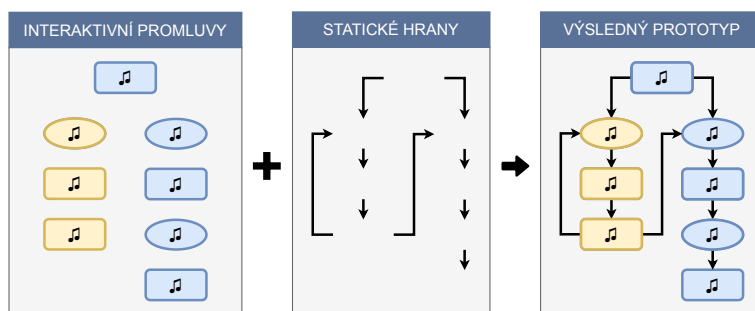 INTERAKTIVNÍ PROMLUVY
STATICKÉ HRANY
VÝSLEDNÝ PROTOTYP